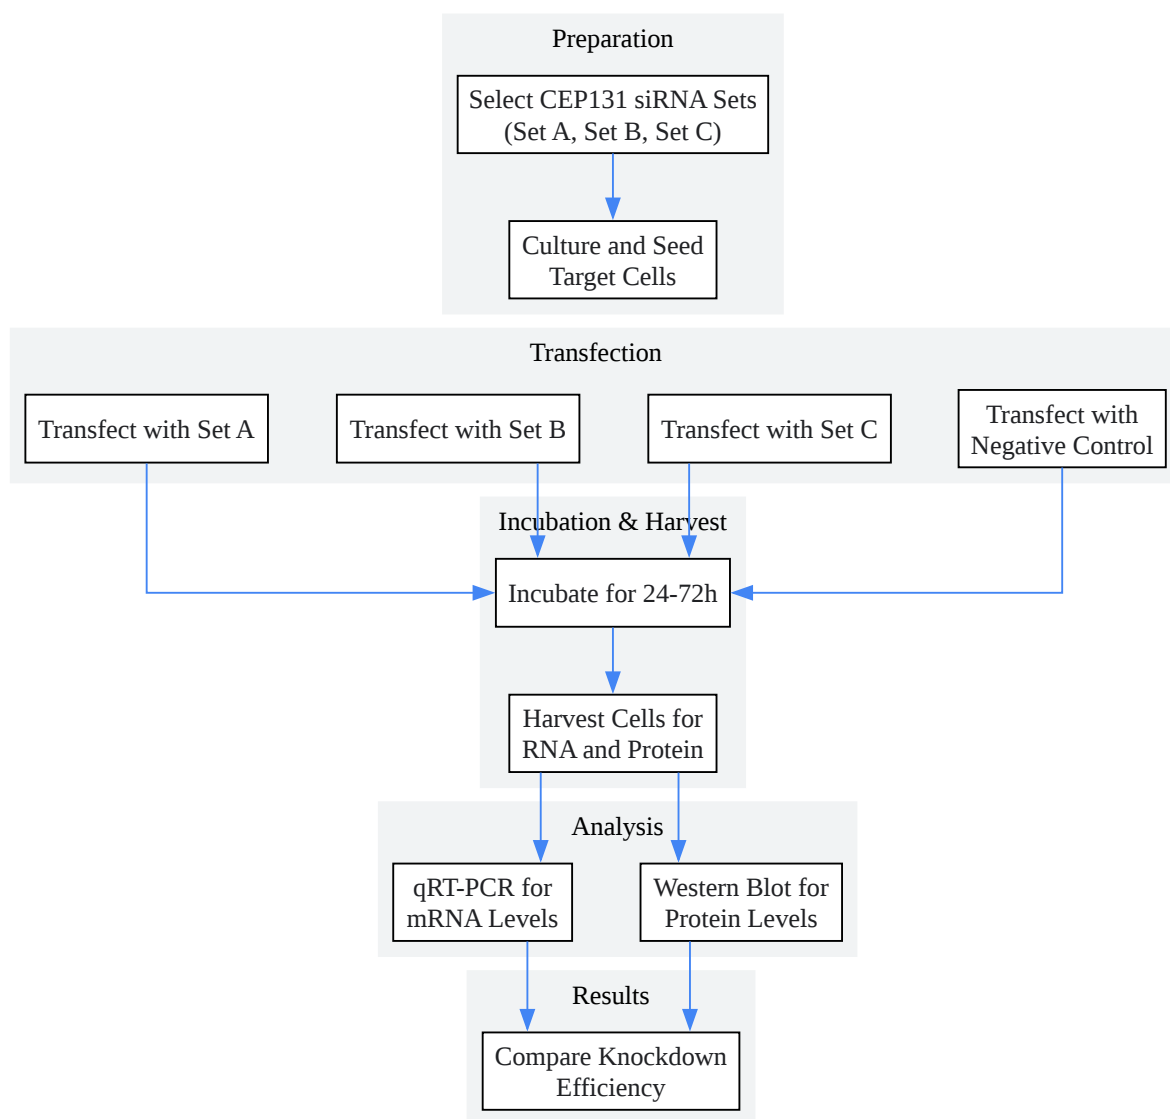 Preparation
Select CEP131 siRNA Sets
(Set A, Set B, Set C)
Culture and Seed
Target Cells
Transfection
Transfect with Set A
Transfect with Set B
Transfect with Set C
Transfect with
Negative Control
Incubation & Harvest
Incubate for 24-72h
Harvest Cells for
RNA and Protein
Analysis
qRT-PCR for
mRNA Levels
Western Blot for
Protein Levels
Results
Compare Knockdown
Efficiency